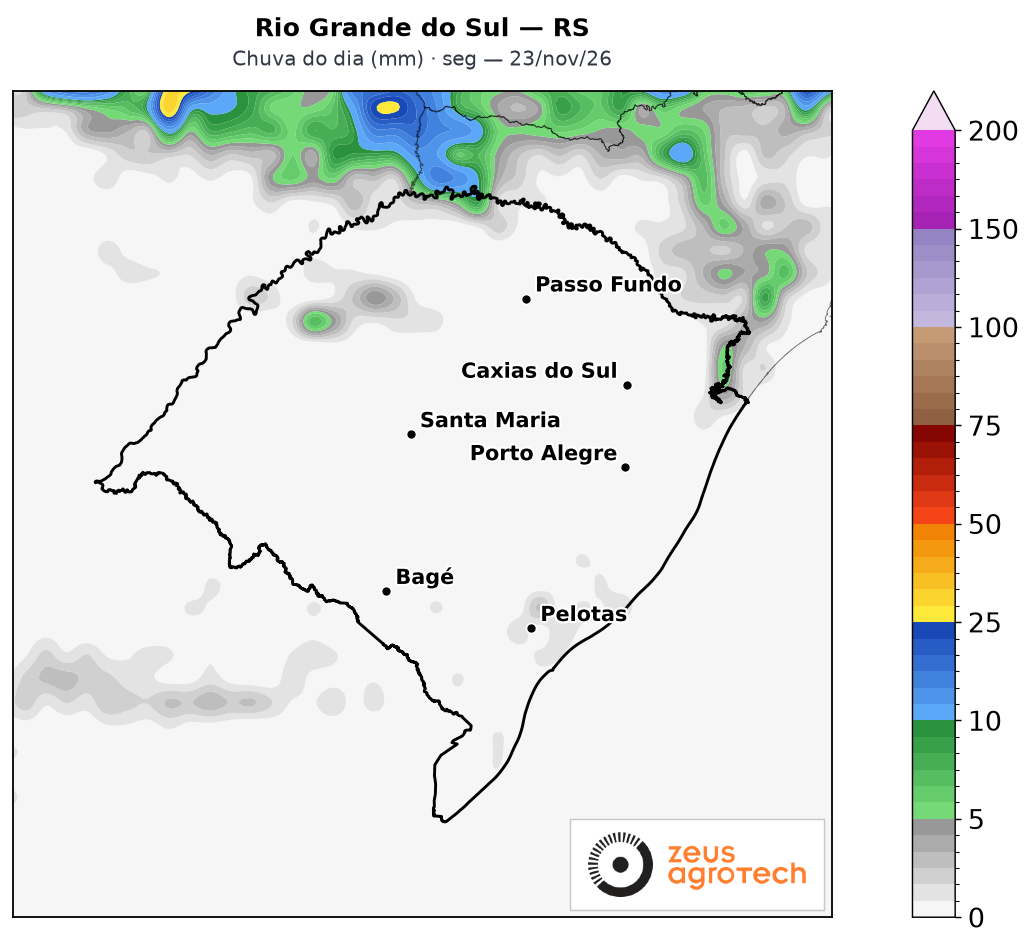 Rio Grande do Sul — RS
Chuva do dia (mm) · seg — 23/nov/26
Passo Fundo
Caxias do Sul
Santa Maria
Porto Alegre
Bagé
Pelotas
200
150
100
75
50
25
10
5
0
zeus
agrotech